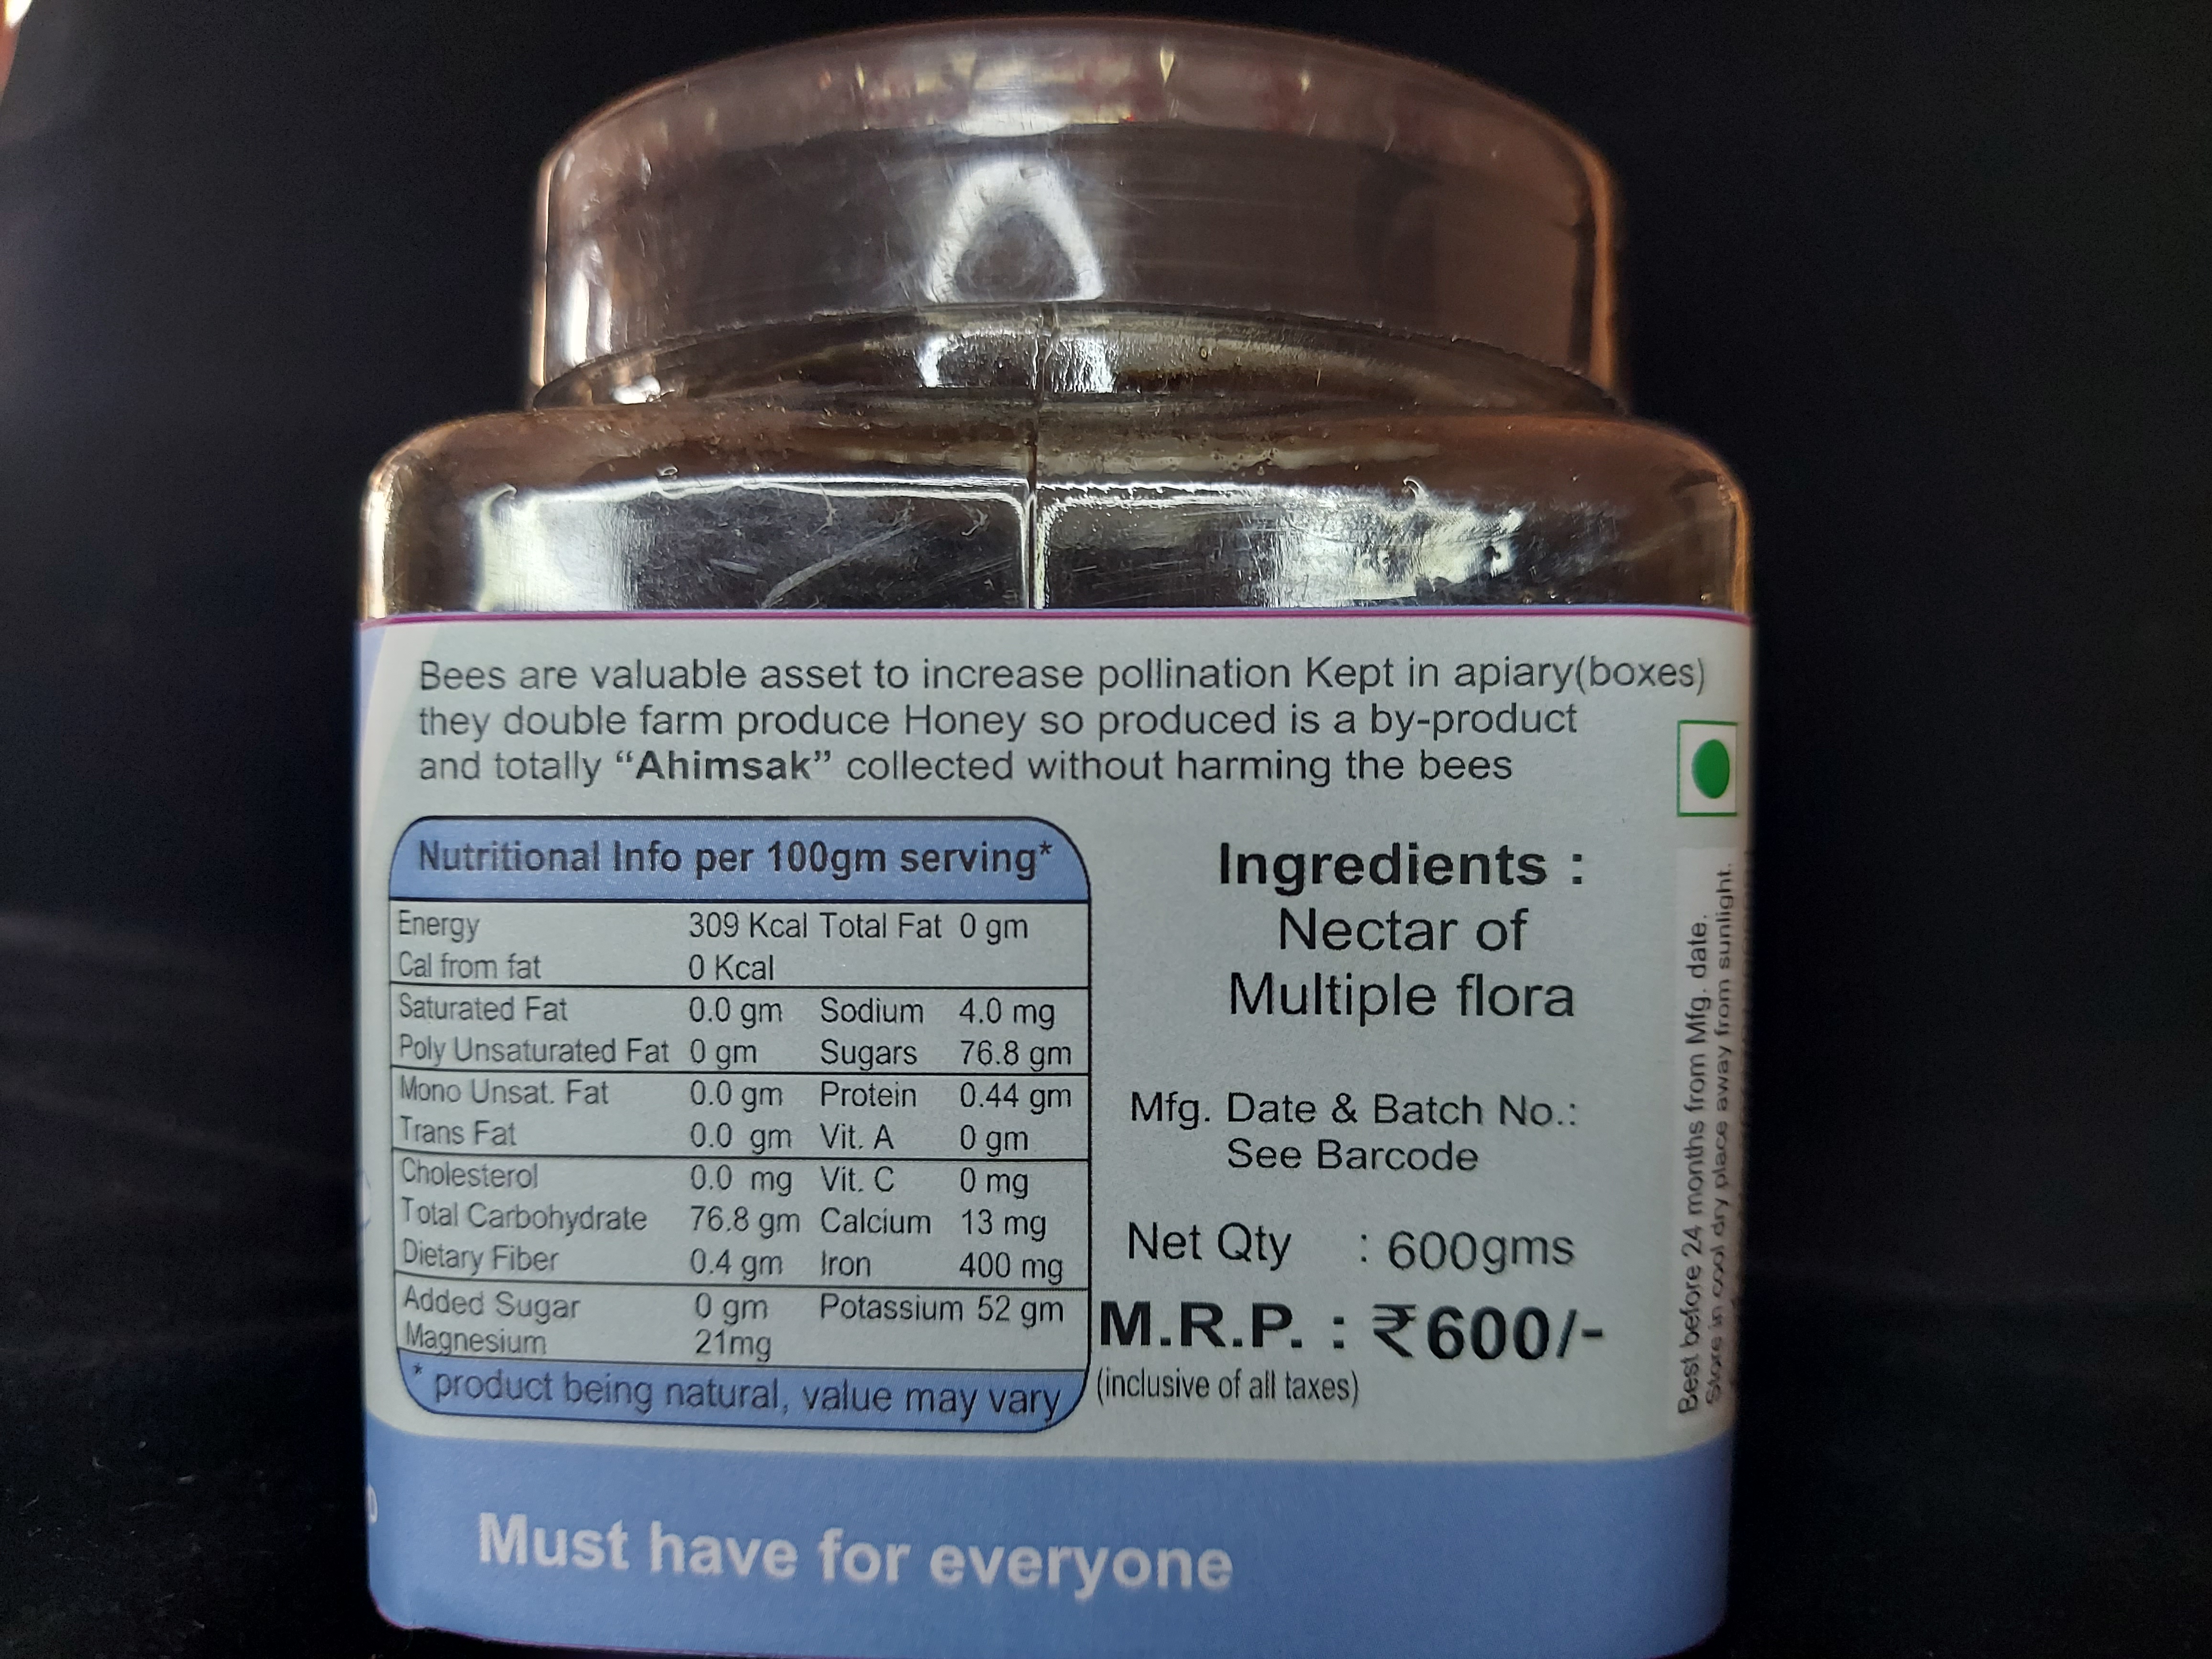 Bees are valuable asset to increase pollination Kept in apiary(boxes)
they double farm produce Honey so produced is a by-product
and totally “Ahimsak” collected without harming the bees
Nutritional Info per 100gm serving*
Energy 309 Kcal Total Fat 0 gm
Cal from fat 0 Kcal
Saturated Fat 0.0 gm Sodium 4.0 mg
Poly Unsaturated Fat 0 gm Sugars 76.8 gm
Mono Unsat. Fat 0.0 gm Protein 0.44 gm
Trans Fat 0.0 gm Vit. A 0 gm
Cholesterol 0.0 mg Vit. C 0 mg
Total Carbohydrate 76.8 gm Calcium 13 mg
Dietary Fiber 0.4 gm Iron 400 mg
Added Sugar 0 gm Potassium 52 gm
Magnesium 21mg
* product being natural, value may vary
Ingredients :
Nectar of
Multiple flora
Mfg. Date & Batch No.:
See Barcode
Net Qty : 600gms
M.R.P. : ₹600/-
(inclusive of all taxes)
Best before 24 months from Mfg. date.
Store in cool dry place away from sunlight.
Must have for everyone